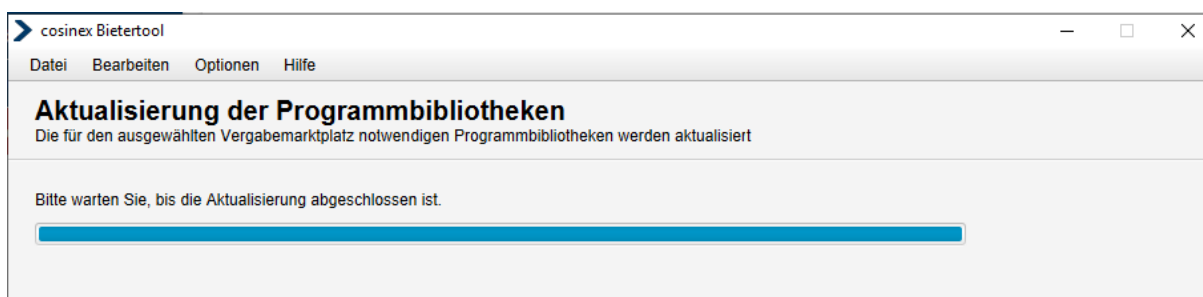 cosinex Bietertool
Datei Bearbeiten Optionen Hilfe
Aktualisierung der Programmbibliotheken
Die für den ausgewählten Vergabemarktplatz notwendigen Programmbibliotheken werden aktualisiert
Bitte warten Sie, bis die Aktualisierung abgeschlossen ist.